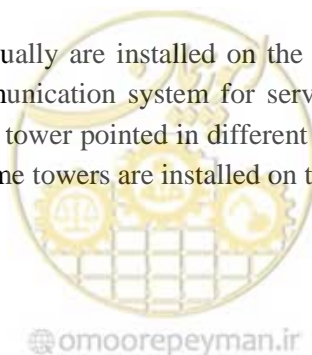 ually are installed on the
munication system for serv
tower pointed in different
me towers are installed on t
@omoorepeyman.ir